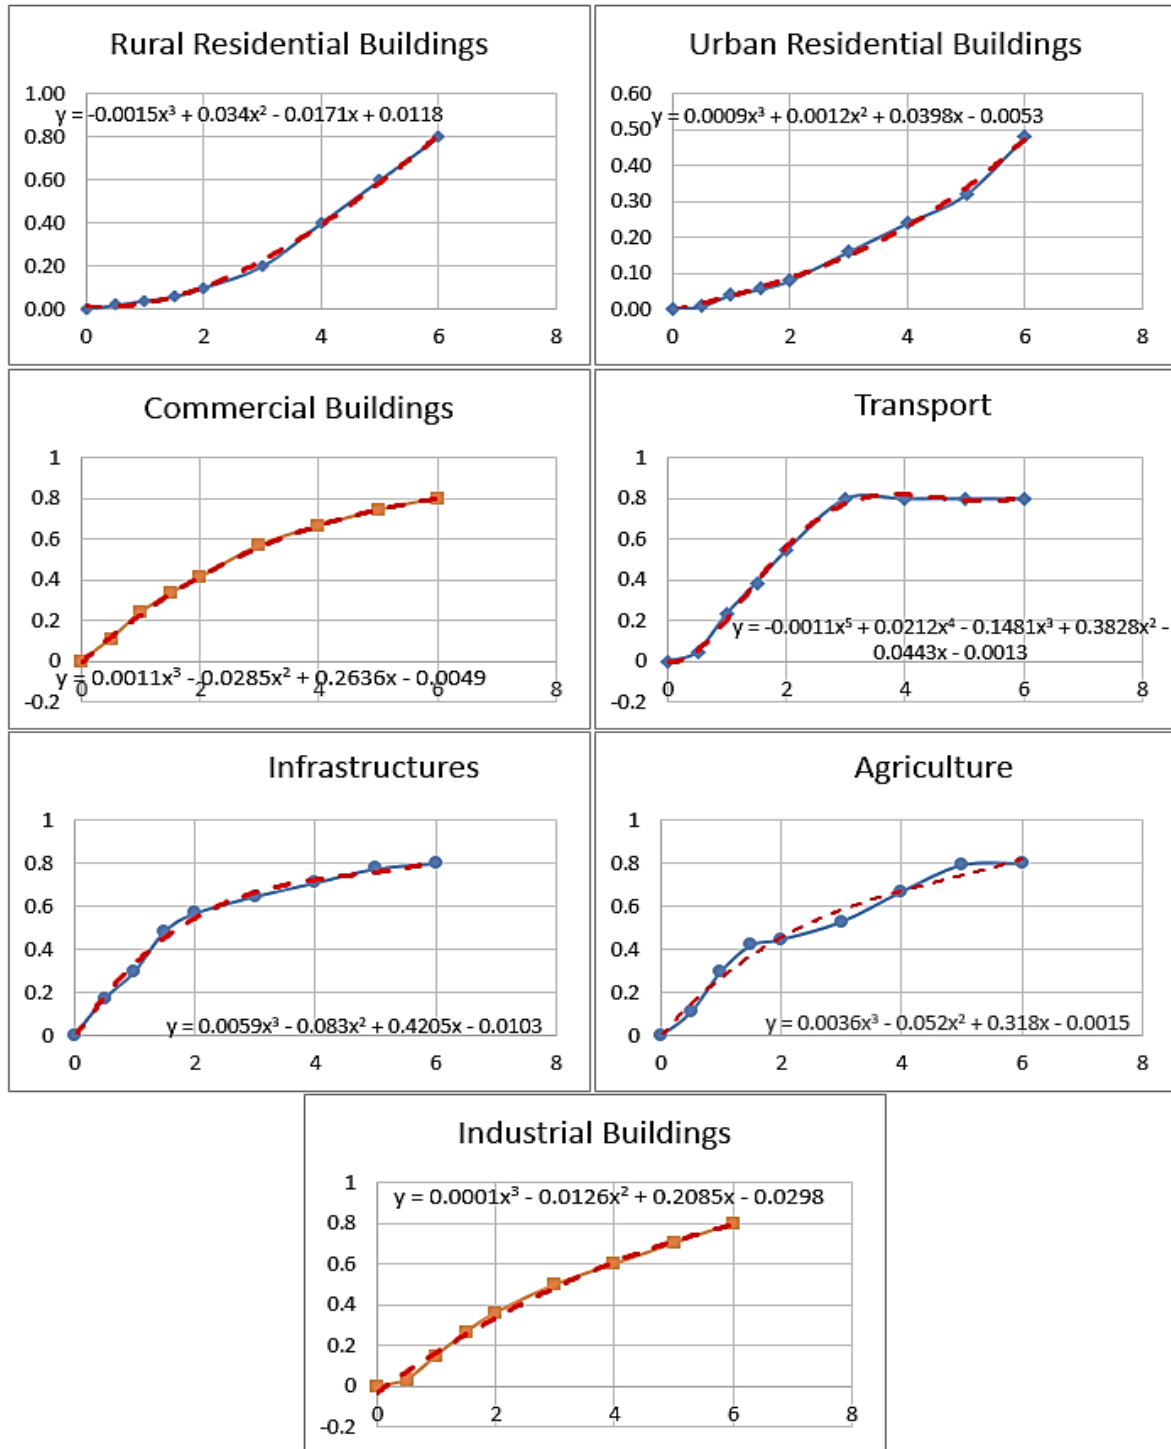 Rural Residential Buildings
y = -0.0015x³ + 0.034x² - 0.0171x + 0.0118
1.00
0.80
0.60
0.40
0.20
0.00
0 2 4 6 8
Urban Residential Buildings
y = 0.0009x³ + 0.0012x² + 0.0398x - 0.0053
0.60
0.50
0.40
0.30
0.20
0.10
0.00
0 2 4 6 8
Commercial Buildings
1
0.8
0.6
0.4
0.2
0
-0.2
y = 0.0011x³ - 0.0285x² + 0.2636x - 0.0049
0 2 4 6 8
Transport
1
0.8
0.6
0.4
0.2
0
-0.2
y = -0.0011x⁵ + 0.0212x⁴ - 0.1481x³ + 0.3828x² -
0.0443x - 0.0013
0 2 4 6 8
Infrastructures
1
0.8
0.6
0.4
0.2
0
y = 0.0059x³ - 0.083x² + 0.4205x - 0.0103
0 2 4 6 8
Agriculture
1
0.8
0.6
0.4
0.2
0
y = 0.0036x³ - 0.052x² + 0.318x - 0.0015
0 2 4 6 8
Industrial Buildings
y = 0.0001x³ - 0.0126x² + 0.2085x - 0.0298
1
0.8
0.6
0.4
0.2
0
-0.2
0 2 4 6 8